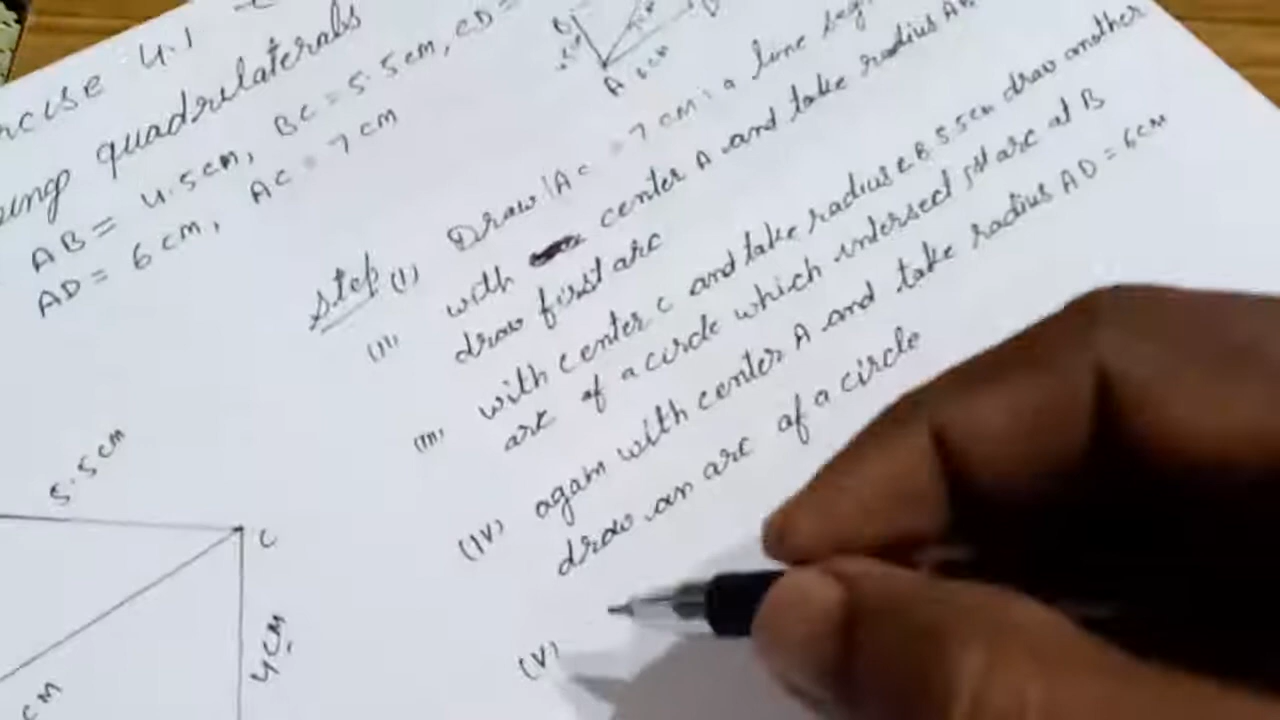 rcise 4.1
quadrilaterals
AB = 4.5cm, BC = 5.5cm, CD =
AD = 6cm, AC = 7cm
A
6 cm
step (I) Draw AC = 7cm: a line seg
(II) with center A and take radius AB
draw first arc
(III) with center C and take radius CB 5.5cm draw another
arc of a circle which intersect first arc at B
(IV) again with center A and take radius AD = 6cm
draw an arc of a circle
(V)
5.5cm
C
4cm
cm